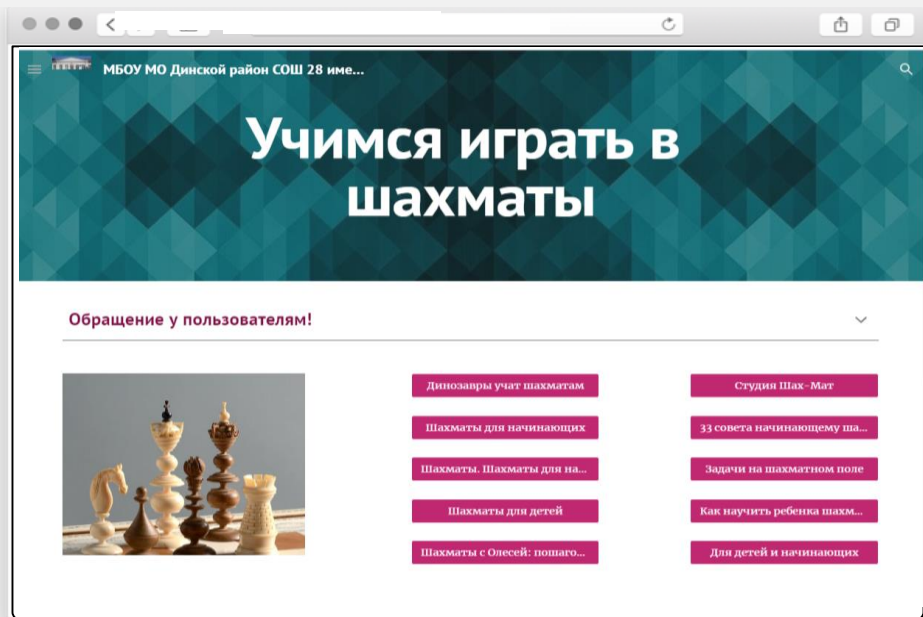 МБОУ МО Динской район СОШ 28 име...
Учимся играть в
шахматы
Обращение у пользователям!
Динозавры учат шахматам
Шахматы для начинающих
Шахматы. Шахматы для на...
Шахматы для детей
Шахматы с Олесей: пошаго...
Студия Шах-Мат
33 совета начинающему ша...
Задачи на шахматном поле
Как научить ребенка шахм...
Для детей и начинающих